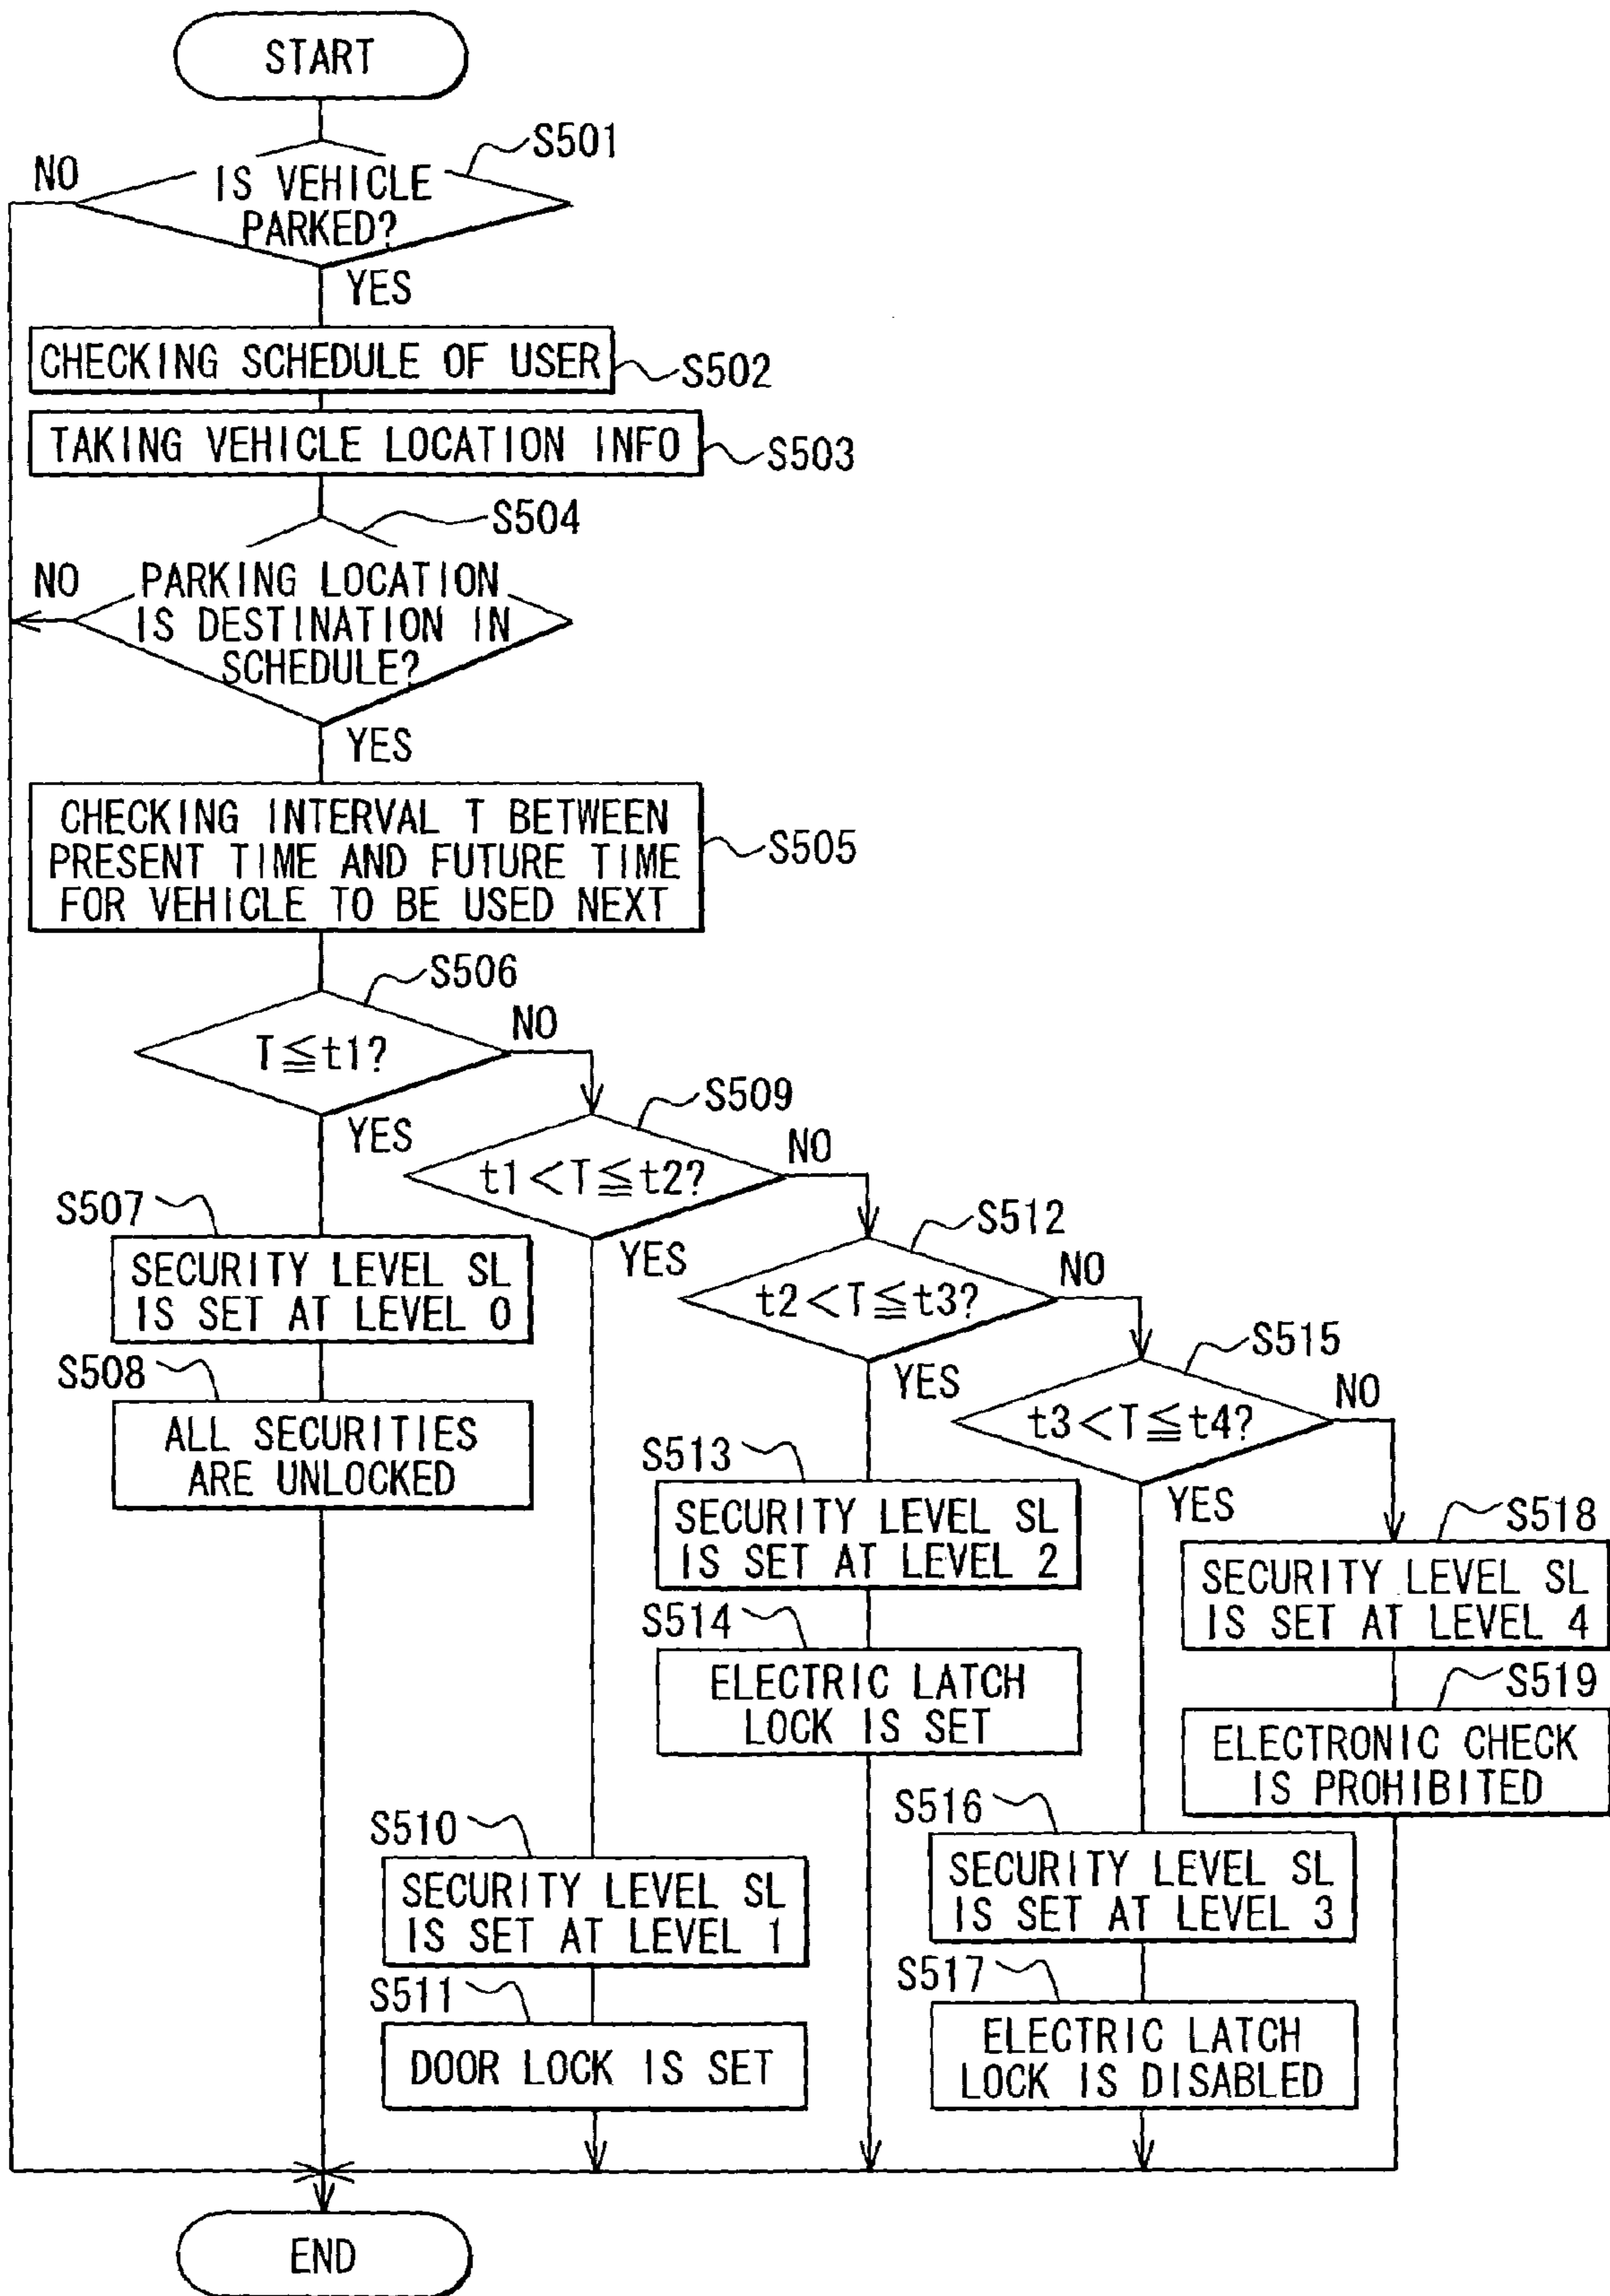 START
S501
NO
IS VEHICLE
PARKED?
YES
CHECKING SCHEDULE OF USER
S502
TAKING VEHICLE LOCATION INFO
S503
S504
NO
PARKING LOCATION
IS DESTINATION IN
SCHEDULE?
YES
CHECKING INTERVAL T BETWEEN
PRESENT TIME AND FUTURE TIME
FOR VEHICLE TO BE USED NEXT
S505
S506
T≦t1?
NO
YES
S509
t1<T≦t2?
NO
YES
S507
SECURITY LEVEL SL
IS SET AT LEVEL 0
S508
ALL SECURITIES
ARE UNLOCKED
S512
t2<T≦t3?
NO
YES
S515
t3<T≦t4?
NO
YES
S513
SECURITY LEVEL SL
IS SET AT LEVEL 2
S514
ELECTRIC LATCH
LOCK IS SET
S518
SECURITY LEVEL SL
IS SET AT LEVEL 4
S519
ELECTRONIC CHECK
IS PROHIBITED
S510
SECURITY LEVEL SL
IS SET AT LEVEL 1
S511
DOOR LOCK IS SET
S516
SECURITY LEVEL SL
IS SET AT LEVEL 3
S517
ELECTRIC LATCH
LOCK IS DISABLED
END